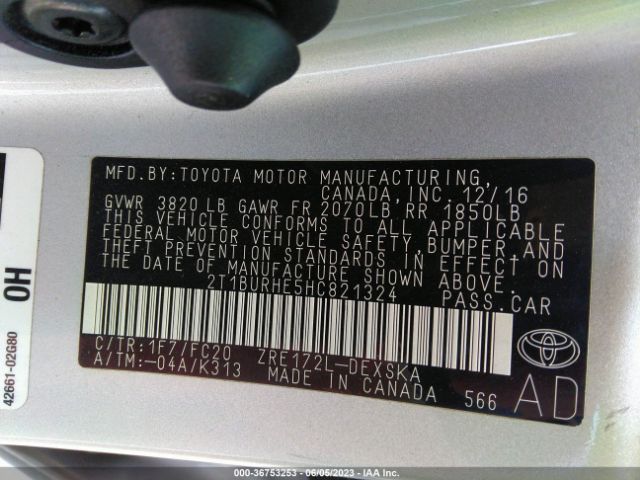 MFD.BY:TOYOTA MOTOR MANUFACTURING,
CANADA, INC. 12/16
GVWR 3820 LB GAWR FR 2070LB, RR 1850LB
THIS VEHICLE CONFORMS TO ALL APPLICABLE
FEDERAL MOTOR VEHICLE SAFETY, BUMPER, AND
THEFT PREVENTION STANDARDS IN EFFECT ON
THE DATE OF MANUFACTURE SHOWN ABOVE.
2T1BURHE5HC821324 PASS.CAR
C/TR:1F7/FC20 ZRE172L-DEXSKA
A/TM:-04A/K313 MADE IN CANADA 566
AD
TOYOTA
0H
42661-02G80
000-36753253 - 06/05/2023 - IAA Inc.